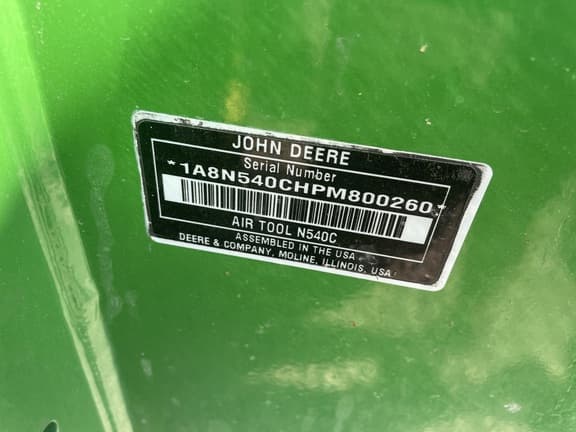 JOHN DEERE
Serial Number
*1A8N540CHPM800260*
AIR TOOL N540C
ASSEMBLED IN THE USA
DEERE & COMPANY, MOLINE, ILLINOIS, USA